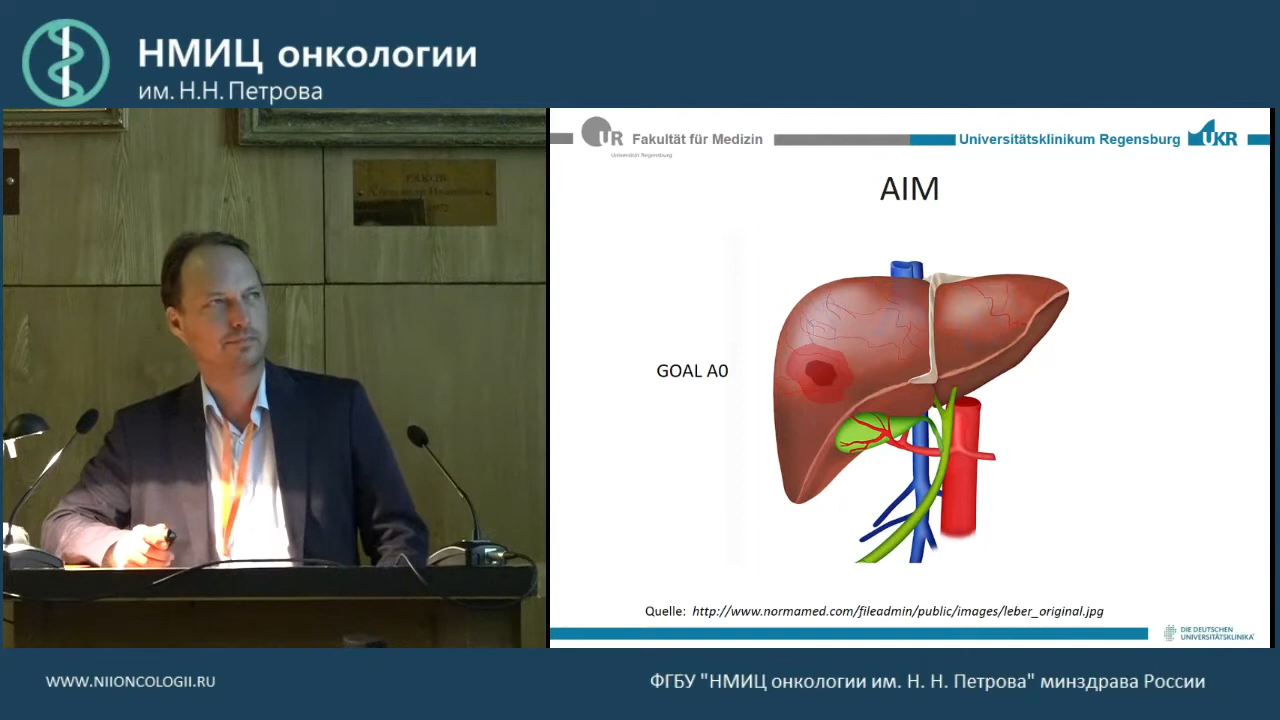 НМИЦ онкологии
им. Н.Н. Петрова
UR Fakultät für Medizin
Universität Regensburg
Universitätsklinikum Regensburg UKR
AIM
GOAL A0
Quelle: http://www.normamed.com/fileadmin/public/images/leber_original.jpg
DIE DEUTSCHEN
UNIVERSITÄTSKLINIKA
WWW.NIIONCOLOGII.RU
ФГБУ "НМИЦ онкологии им. Н. Н. Петрова" минздрава России